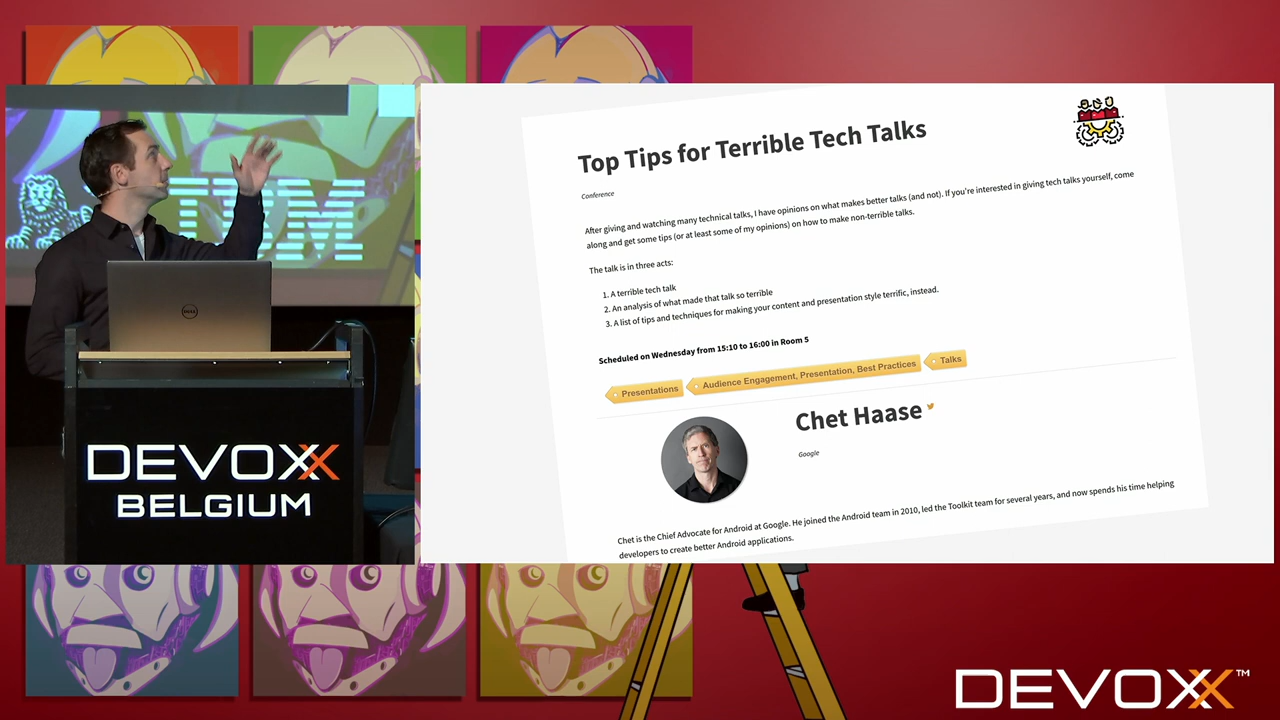 Top Tips for Terrible Tech Talks
Conference
After giving and watching many technical talks, I have opinions on what makes better talks (and not). If you're interested in giving tech talks yourself, come
along and get some tips (or at least some of my opinions) on how to make non-terrible talks.
The talk is in three acts:
1. A terrible tech talk
2. An analysis of what made that talk so terrible
3. A list of tips and techniques for making your content and presentation style terrific, instead.
Scheduled on Wednesday from 15:10 to 16:00 in Room 5
Presentations
Audience Engagement, Presentation, Best Practices
Talks
Chet Haase
Google
Chet is the Chief Advocate for Android at Google. He joined the Android team in 2010, led the Toolkit team for several years, and now spends his time helping
developers to create better Android applications.
IBM
DELL
DEVOXX
BELGIUM
DEVOXX™